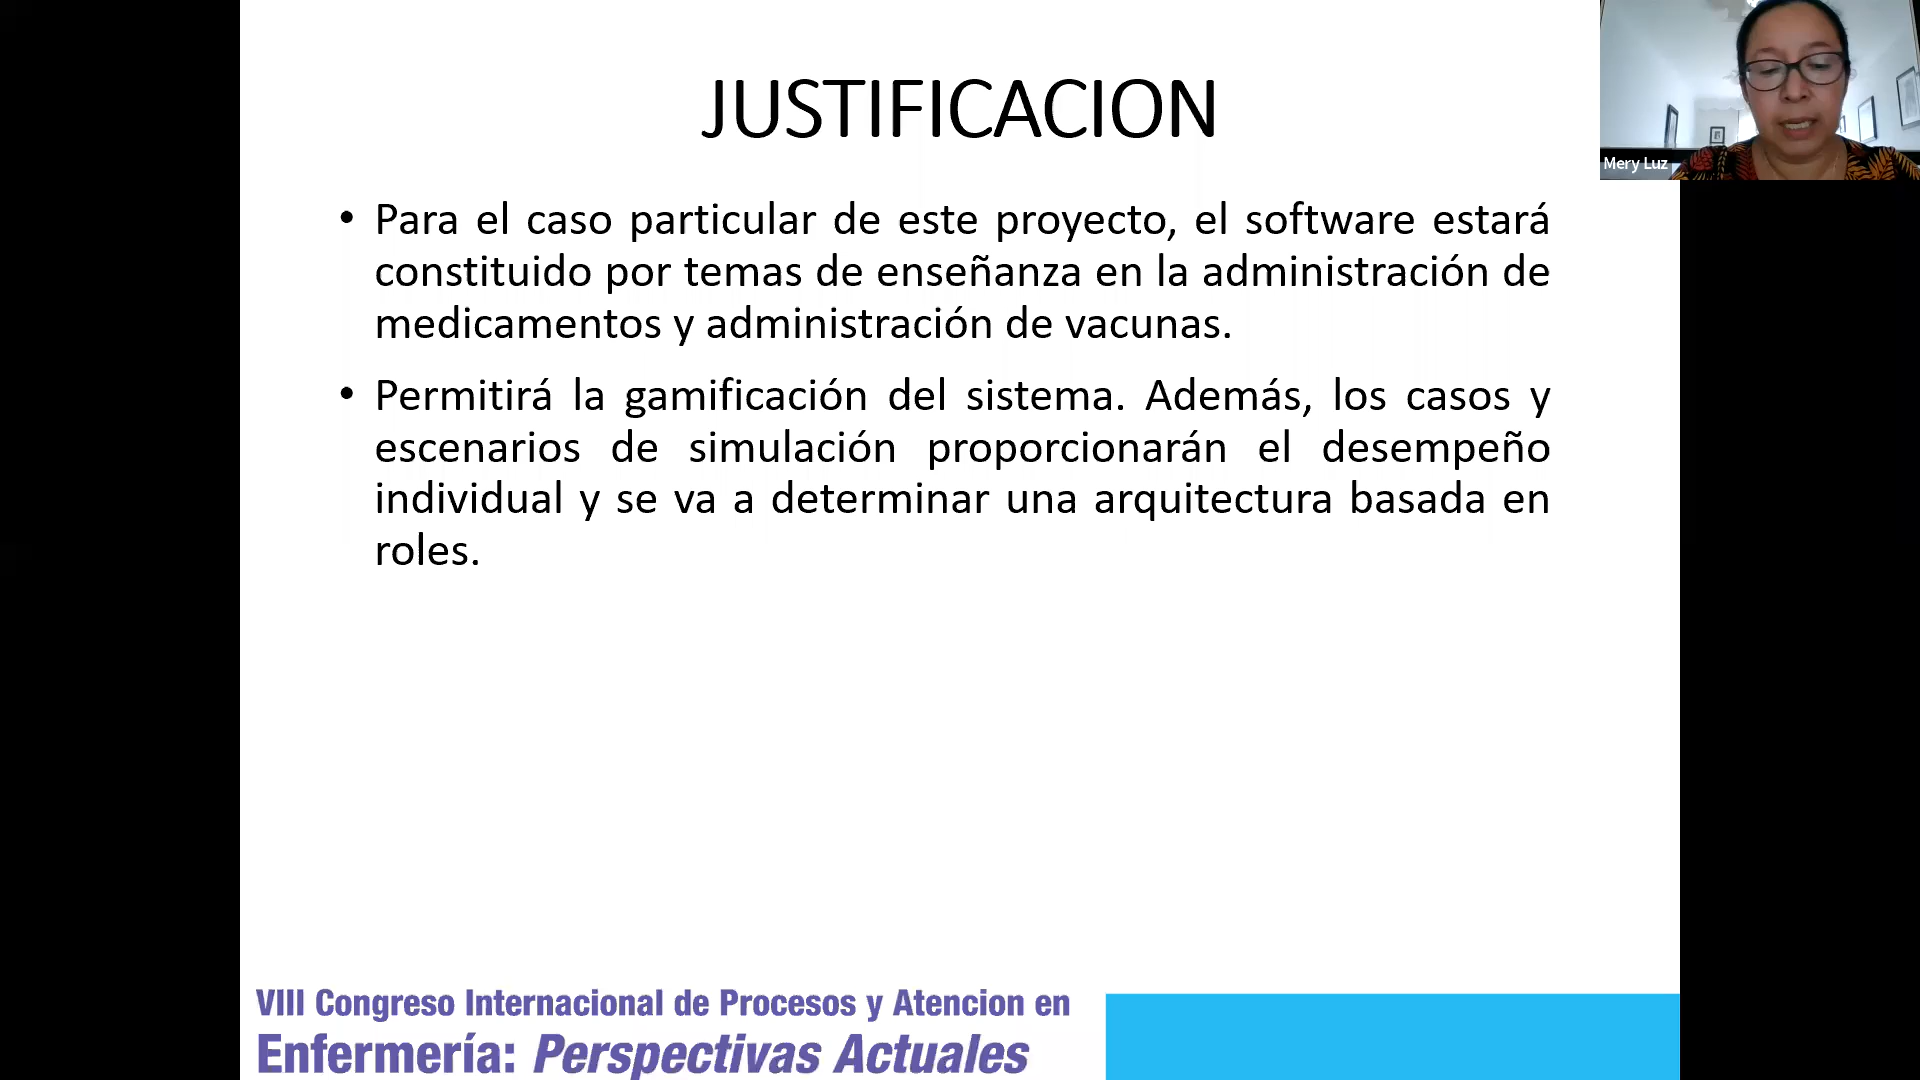 JUSTIFICACION
Mery Luz
• Para el caso particular de este proyecto, el software estará
constituido por temas de enseñanza en la administración de
medicamentos y administración de vacunas.
• Permitirá la gamificación del sistema. Además, los casos y
escenarios de simulación proporcionarán el desempeño
individual y se va a determinar una arquitectura basada en
roles.
VIII Congreso Internacional de Procesos y Atencion en
Enfermería: Perspectivas Actuales